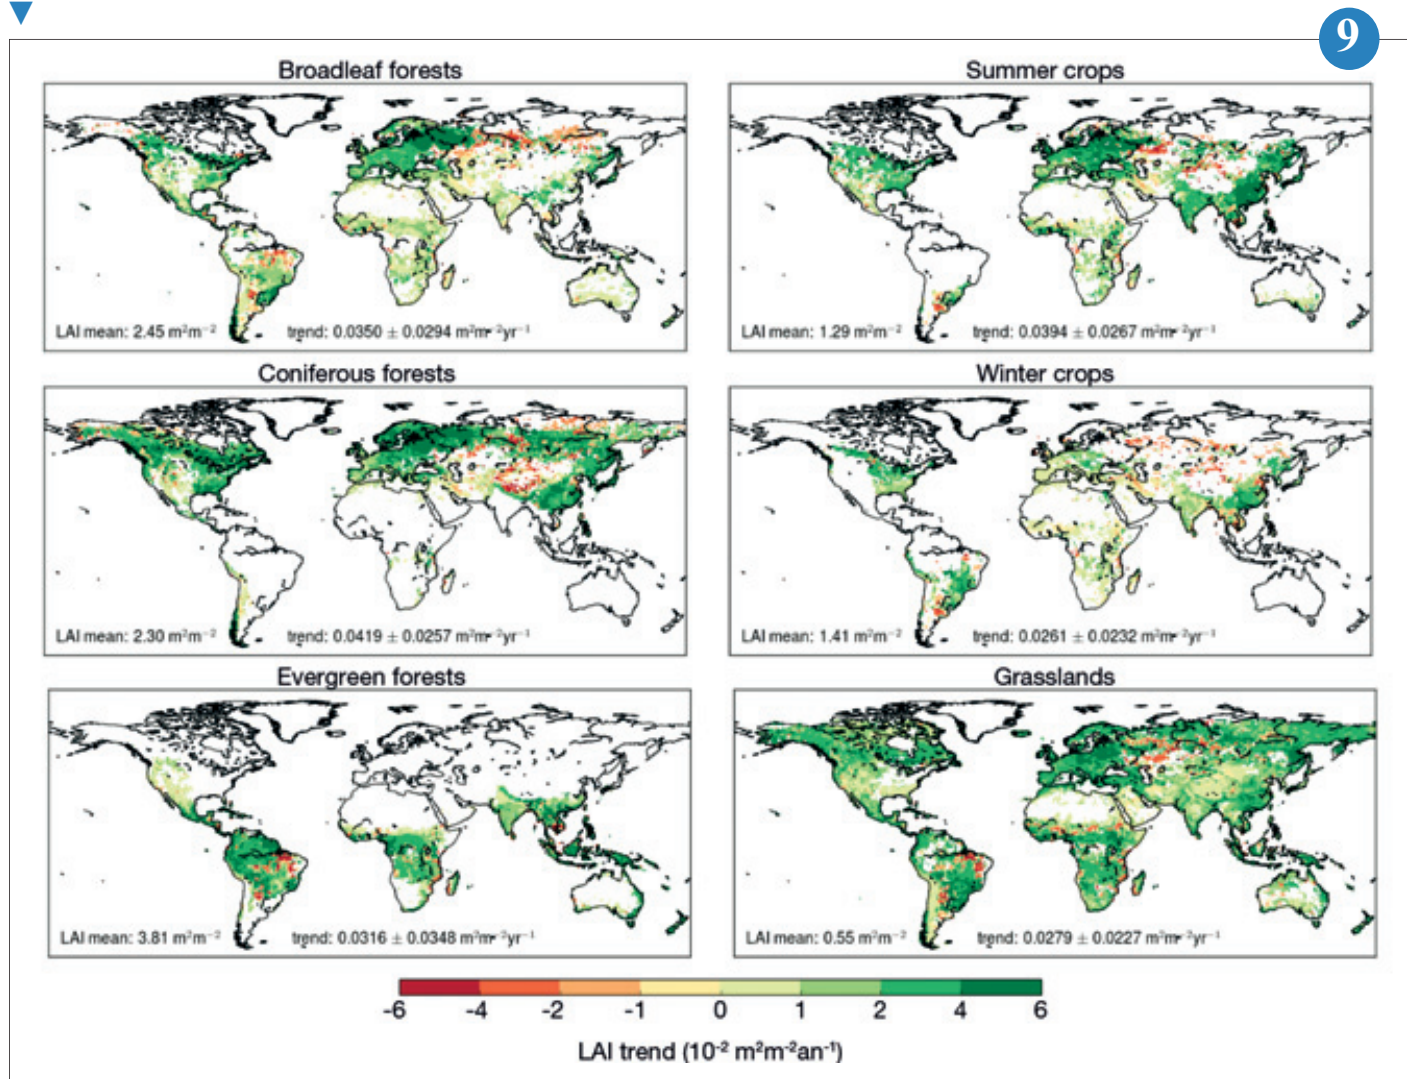 9
Broadleaf forests
LAI mean: 2.45 m²m⁻² trend: 0.0350 ± 0.0294 m²m⁻²yr⁻¹
Summer crops
LAI mean: 1.29 m²m⁻² trend: 0.0394 ± 0.0267 m²m⁻²yr⁻¹
Coniferous forests
LAI mean: 2.30 m²m⁻² trend: 0.0419 ± 0.0257 m²m⁻²yr⁻¹
Winter crops
LAI mean: 1.41 m²m⁻² trend: 0.0261 ± 0.0232 m²m⁻²yr⁻¹
Evergreen forests
LAI mean: 3.81 m²m⁻² trend: 0.0316 ± 0.0348 m²m⁻²yr⁻¹
Grasslands
LAI mean: 0.55 m²m⁻² trend: 0.0279 ± 0.0227 m²m⁻²yr⁻¹
-6 -4 -2 -1 0 1 2 4 6
LAI trend (10⁻² m²m⁻²an⁻¹)